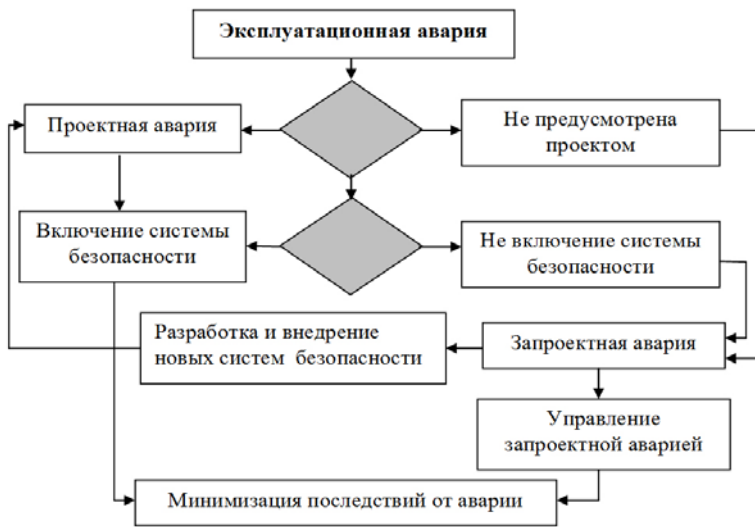 Эксплуатационная авария
Проектная авария
Не предусмотрена
проектом
Включение системы
безопасности
Не включение системы
безопасности
Разработка и внедрение
новых систем безопасности
Запроектная авария
Управление
запроектной аварией
Минимизация последствий от аварии